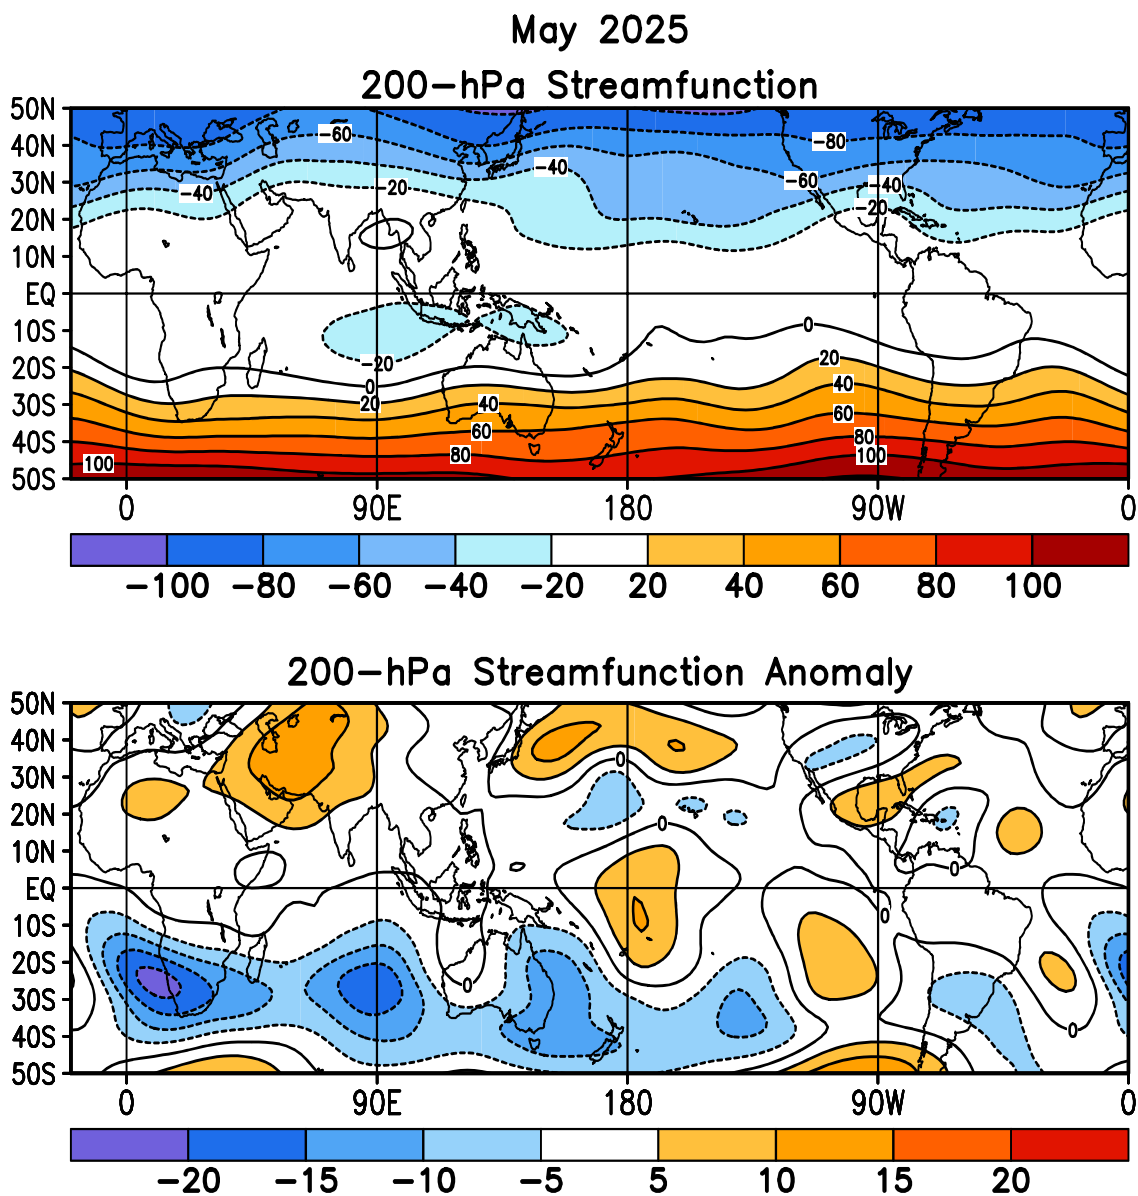 May 2025
200-hPa Streamfunction
50N
40N
30N
20N
10N
EQ
10S
20S
30S
40S
50S
-60
-80
-40
-20
-60
-40
-40
-20
0
20
-20
0
40
20
40
60
60
80
80
100
100
0 90E 180 90W 0
-100 -80 -60 -40 -20 20 40 60 80 100
200-hPa Streamfunction Anomaly
50N
40N
30N
20N
10N
EQ
10S
20S
30S
40S
50S
0
0
0
0
0
0
0 90E 180 90W 0
-20 -15 -10 -5 5 10 15 20